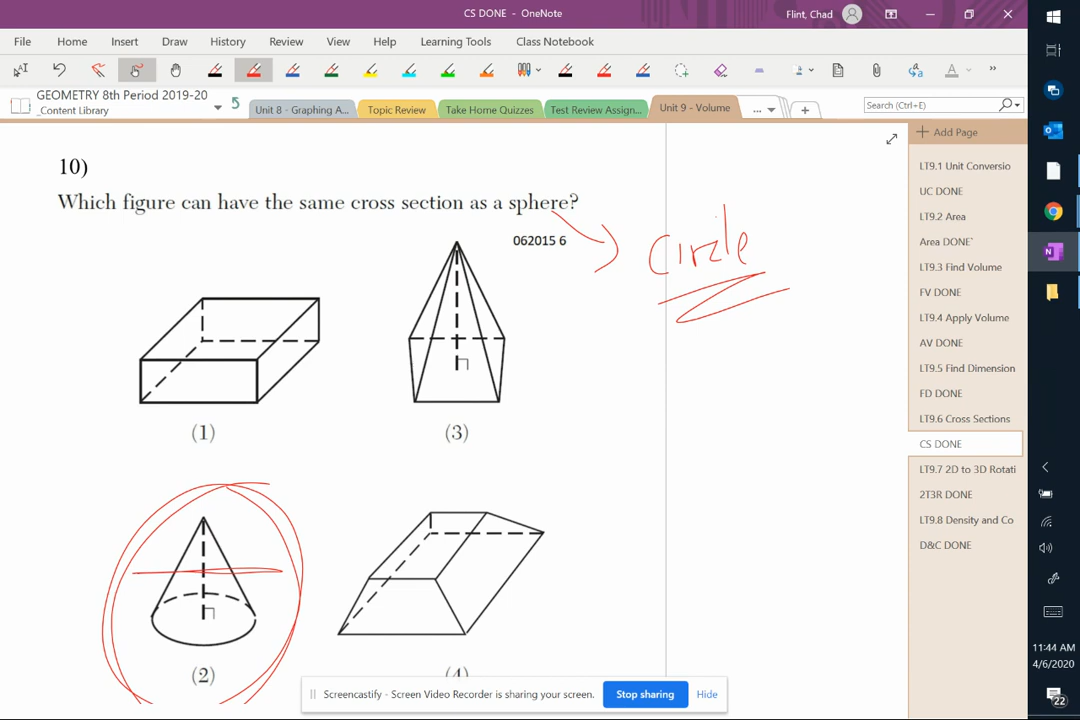 CS DONE - OneNote
Flint, Chad
File Home Insert Draw History Review View Help Learning Tools Class Notebook
GEOMETRY 8th Period 2019-20
_Content Library
Unit 8 - Graphing A... Topic Review Take Home Quizzes Test Review Assign... Unit 9 - Volume ...
Search (Ctrl+E)
Add Page
LT9.1 Unit Conversio
UC DONE
LT9.2 Area
Area DONE`
LT9.3 Find Volume
FV DONE
LT9.4 Apply Volume
AV DONE
LT9.5 Find Dimension
FD DONE
LT9.6 Cross Sections
CS DONE
LT9.7 2D to 3D Rotati
2T3R DONE
LT9.8 Density and Co
D&C DONE
10)
Which figure can have the same cross section as a sphere?
062015 6
Circle
(1)
(3)
(2)
(4)
Screencastify - Screen Video Recorder is sharing your screen. Stop sharing Hide
11:44 AM
4/6/2020
22